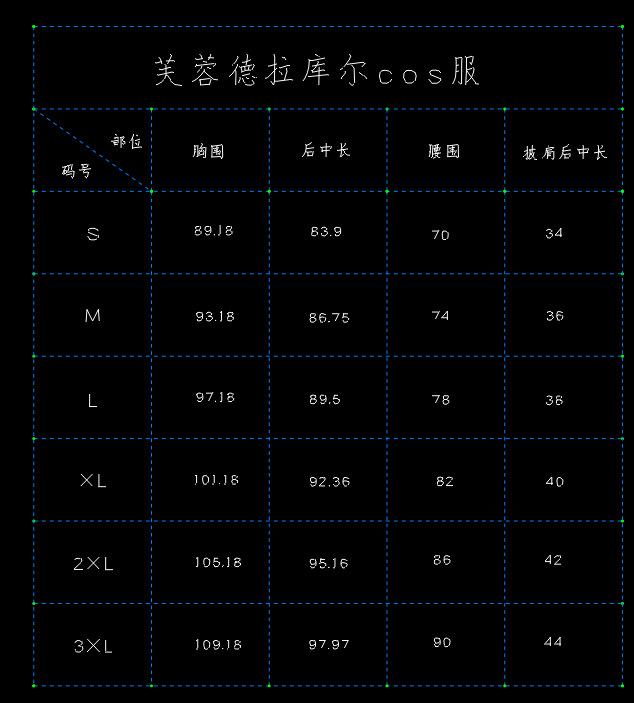 芙蓉德拉库尔cos服
部位
码号 胸围 后中长 腰围 披肩后中长
S 89.18 83.9 70 34
M 93.18 86.75 74 36
L 97.18 89.5 78 38
XL 101.18 92.36 82 40
2XL 105.18 95.16 86 42
3XL 109.18 97.97 90 44